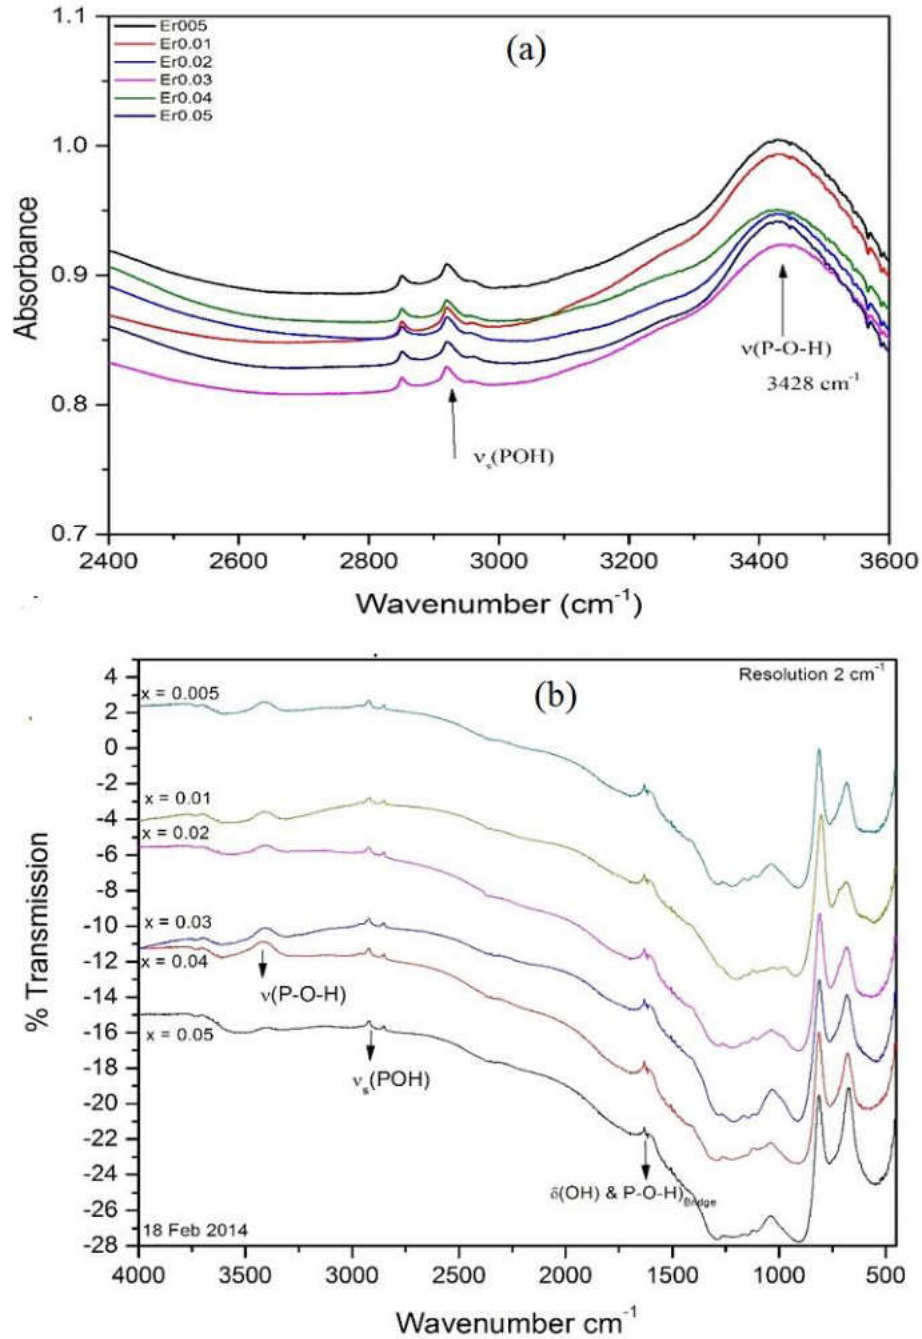 1.1
1.0
0.9
0.8
0.7
Absorbance
Er005
Er0.01
Er0.02
Er0.03
Er0.04
Er0.05
(a)
ν(P-O-H)
3428 cm⁻¹
νₛ(POH)
2400 2600 2800 3000 3200 3400 3600
Wavenumber (cm⁻¹)
4
2
0
-2
-4
-6
-8
-10
-12
-14
-16
-18
-20
-22
-24
-26
-28
% Transmission
(b)
Resolution 2 cm⁻¹
x = 0.005
x = 0.01
x = 0.02
x = 0.03
x = 0.04
x = 0.05
ν(P-O-H)
νₛ(POH)
δ(OH) & P-O-H)Bridge
18 Feb 2014
4000 3500 3000 2500 2000 1500 1000 500
Wavenumber cm⁻¹